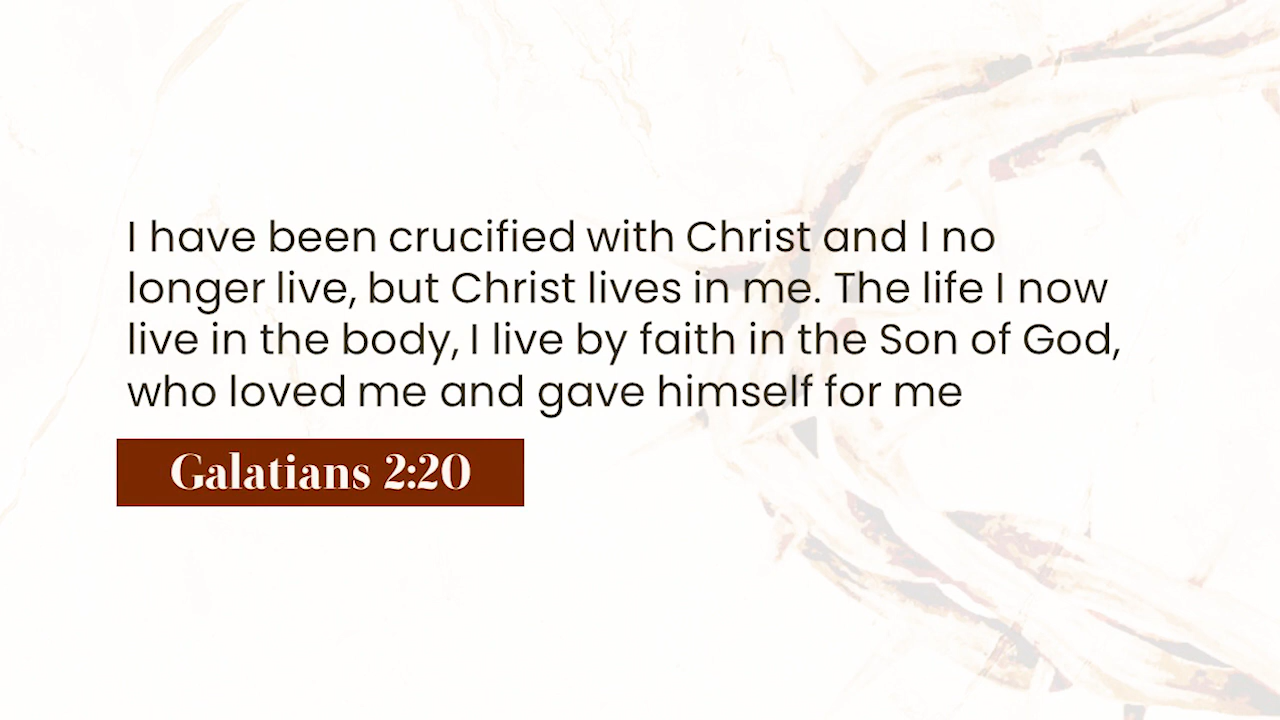 I have been crucified with Christ and I no
longer live, but Christ lives in me. The life I now
live in the body, I live by faith in the Son of God,
who loved me and gave himself for me
Galatians 2:20